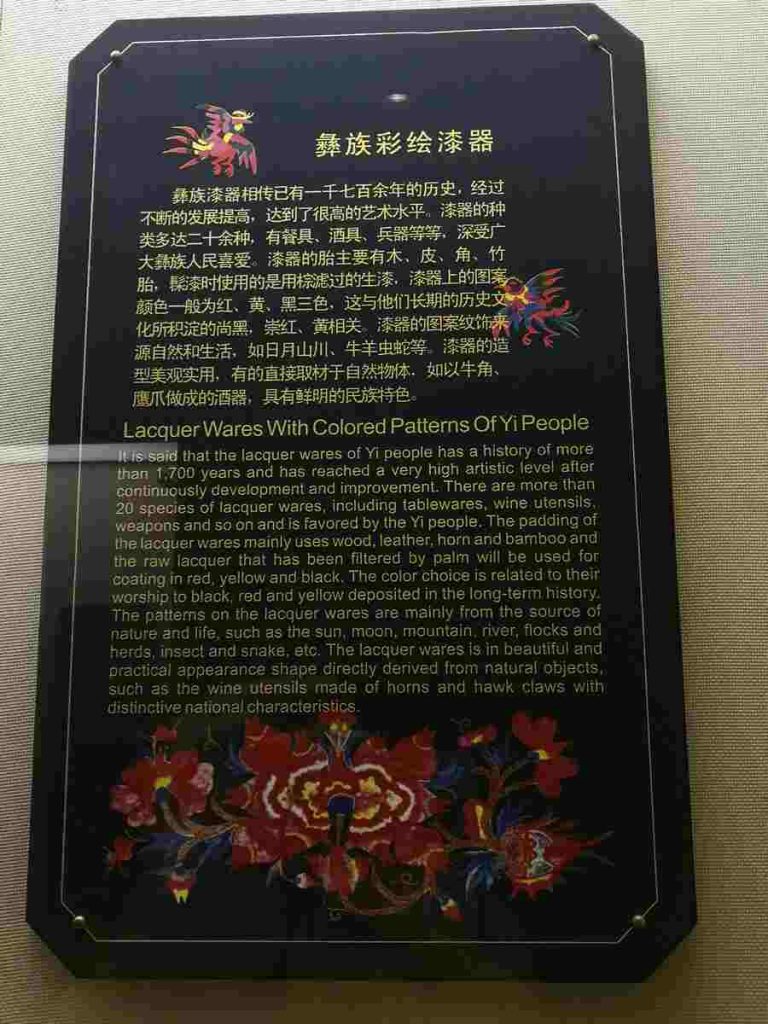 彝族彩绘漆器
彝族漆器相传已有一千七百余年的历史，经过
不断的发展提高，达到了很高的艺术水平。漆器的种
类多达二十余种，有餐具、酒具、兵器等等，深受广
大彝族人民喜爱。漆器的胎主要有木、皮、角、竹
胎，髹漆时使用的是用棕滤过的生漆，漆器上的图案
颜色一般为红、黄、黑三色，这与他们长期的历史文
化所积淀的尚黑，崇红、黄相关。漆器的图案纹饰来
源自然和生活，如日月山川、牛羊虫蛇等。漆器的造
型美观实用，有的直接取材于自然物体，如以牛角、
鹰爪做成的酒器，具有鲜明的民族特色。
Lacquer Wares With Colored Patterns Of Yi People
It is said that the lacquer wares of Yi people has a history of more
than 1,700 years and has reached a very high artistic level after
continuously development and improvement. There are more than
20 species of lacquer wares, including tablewares, wine utensils,
weapons and so on and is favored by the Yi people. The padding of
the lacquer wares mainly uses wood, leather, horn and bamboo and
the raw lacquer that has been filtered by palm will be used for
coating in red, yellow and black. The color choice is related to their
worship to black, red and yellow deposited in the long-term history.
The patterns on the lacquer wares are mainly from the source of
nature and life, such as the sun, moon, mountain, river, flocks and
herds, insect and snake, etc. The lacquer wares is in beautiful and
practical appearance shape directly derived from natural objects,
such as the wine utensils made of horns and hawk claws with
distinctive national characteristics.